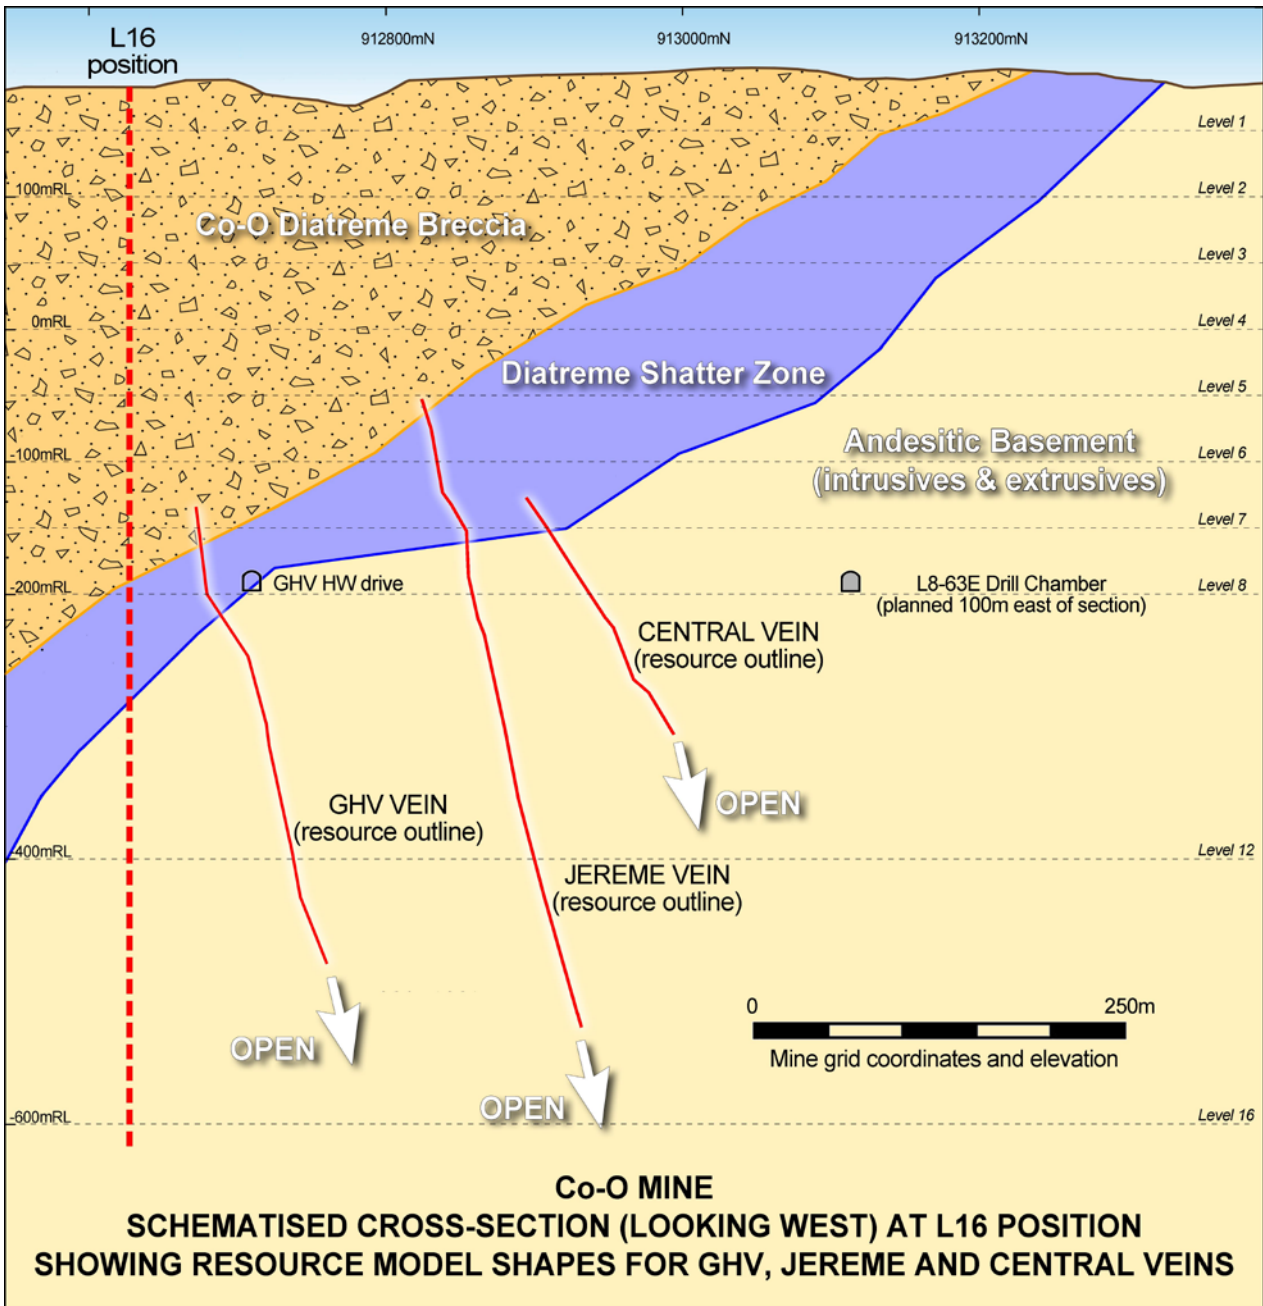 L16
position
912800mN
913000mN
913200mN
Level 1
100mRL
Level 2
Co-O Diatreme Breccia
Level 3
0mRL
Level 4
Diatreme Shatter Zone
Level 5
Andesitic Basement
(intrusives & extrusives)
-100mRL
Level 6
Level 7
GHV HW drive
L8-63E Drill Chamber
(planned 100m east of section)
-200mRL
Level 8
CENTRAL VEIN
(resource outline)
GHV VEIN
(resource outline)
OPEN
-400mRL
Level 12
JEREME VEIN
(resource outline)
0
250m
Mine grid coordinates and elevation
OPEN
OPEN
-600mRL
Level 16
Co-O MINE
SCHEMATISED CROSS-SECTION (LOOKING WEST) AT L16 POSITION
SHOWING RESOURCE MODEL SHAPES FOR GHV, JEREME AND CENTRAL VEINS